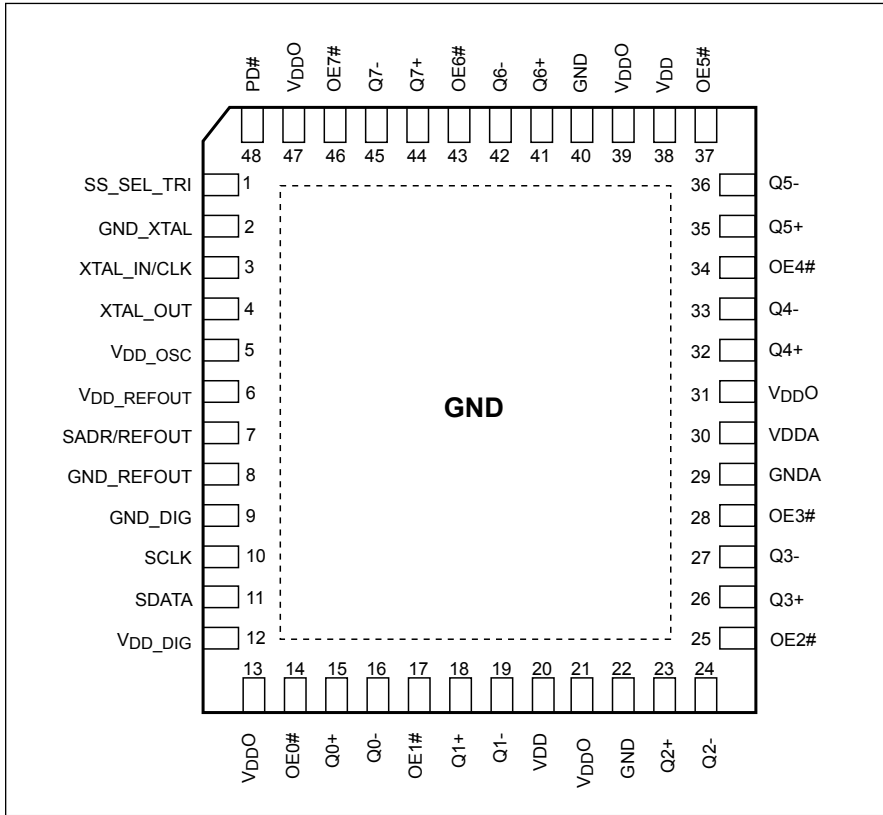 PD#
VDDO
OE7#
Q7-
Q7+
OE6#
Q6-
Q6+
GND
VDDO
VDD
OE5#
48
47
46
45
44
43
42
41
40
39
38
37
SS_SEL_TRI 1
GND_XTAL 2
XTAL_IN/CLK 3
XTAL_OUT 4
VDD_OSC 5
VDD_REFOUT 6
SADR/REFOUT 7
GND_REFOUT 8
GND_DIG 9
SCLK 10
SDATA 11
VDD_DIG 12
GND
36 Q5-
35 Q5+
34 OE4#
33 Q4-
32 Q4+
31 VDDO
30 VDDA
29 GNDA
28 OE3#
27 Q3-
26 Q3+
25 OE2#
13
14
15
16
17
18
19
20
21
22
23
24
VDDO
OE0#
Q0+
Q0-
OE1#
Q1+
Q1-
VDD
VDDO
GND
Q2+
Q2-